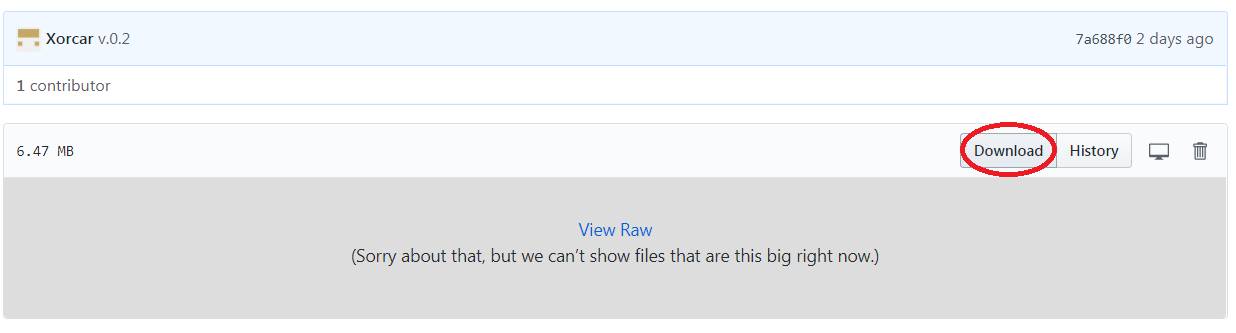 Xorcar v.0.2 7a688f0 2 days ago
1 contributor
6.47 MB Download History
View Raw
(Sorry about that, but we can’t show files that are this big right now.)